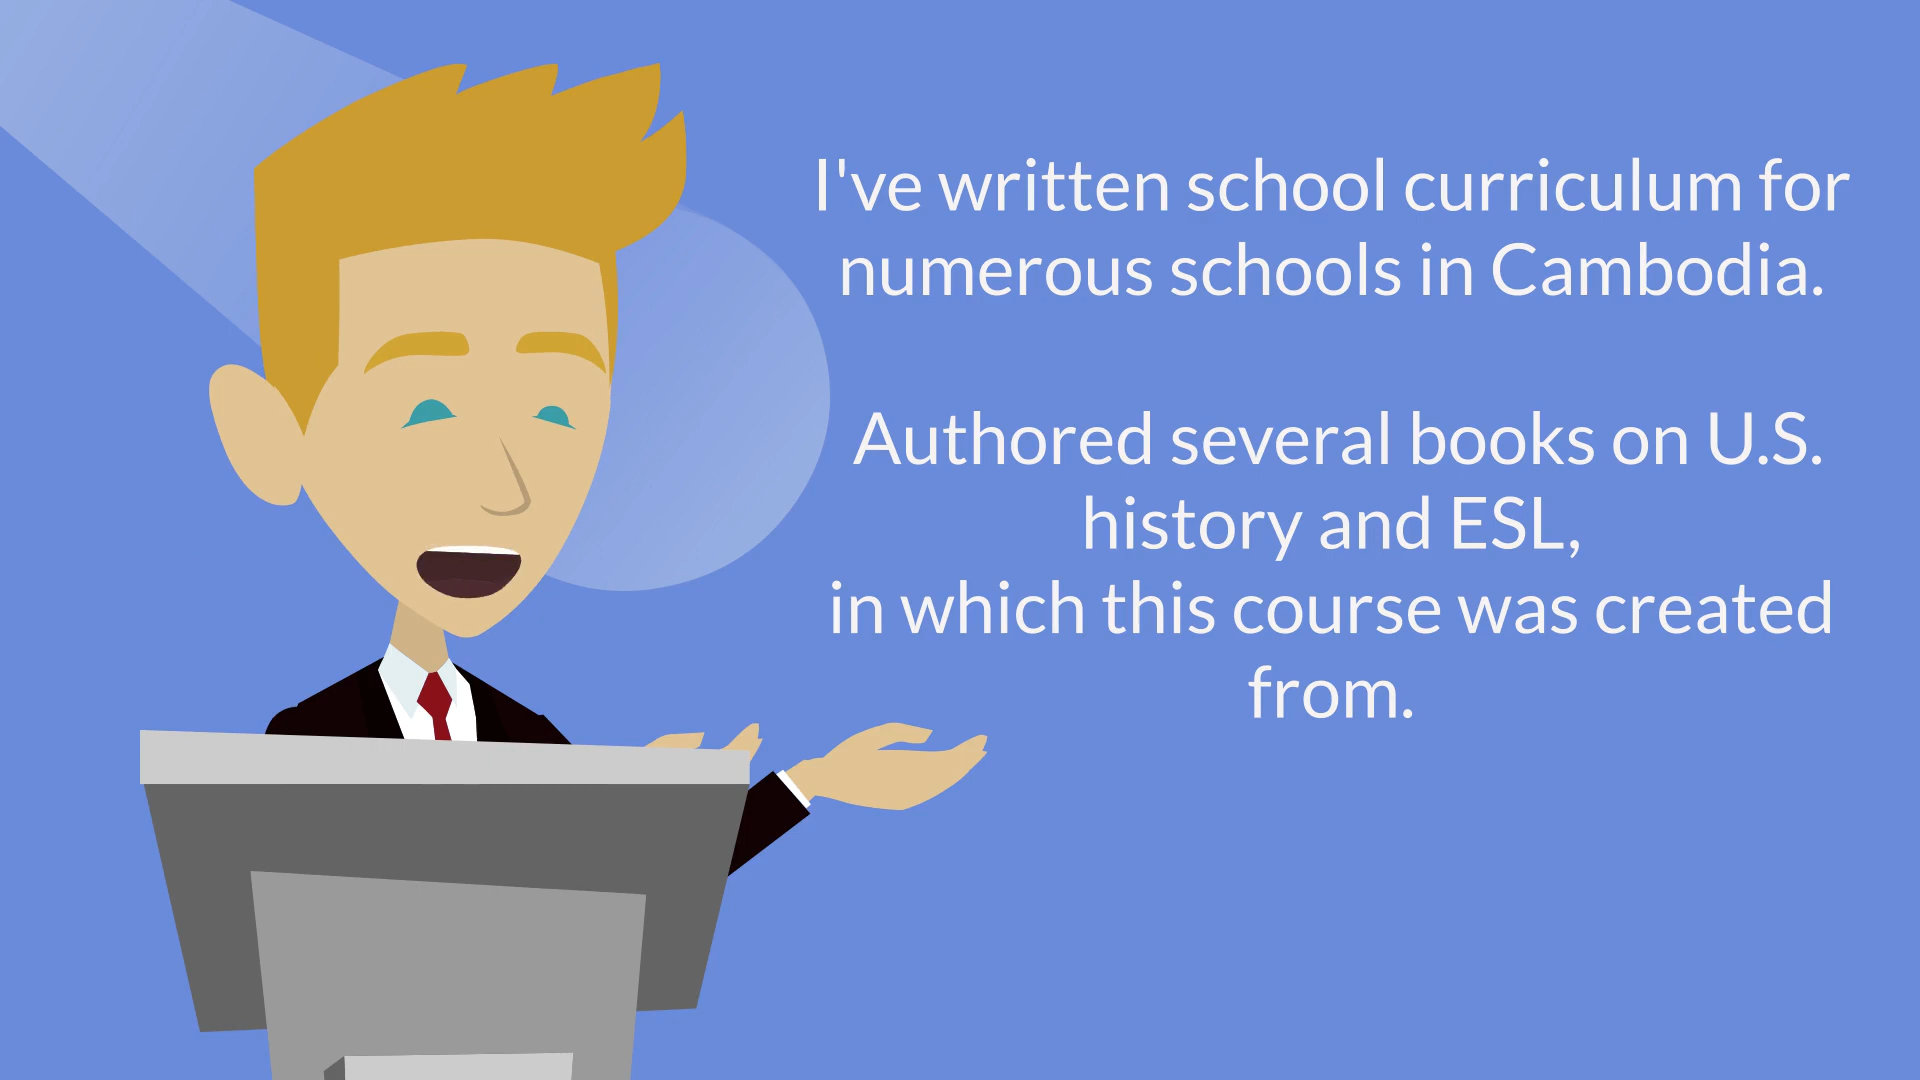 I've written school curriculum for
numerous schools in Cambodia.
Authored several books on U.S.
history and ESL,
in which this course was created
from.